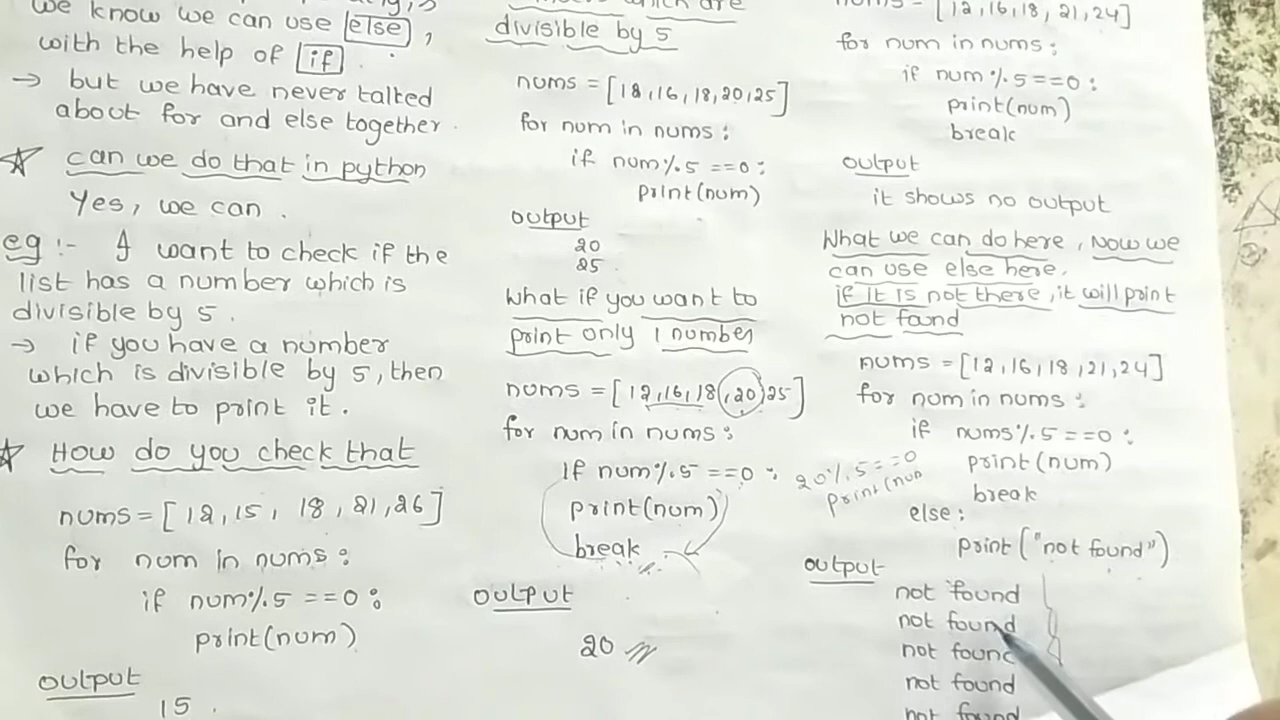 we know we can use else,
with the help of if.
→ but we have never talted
about for and else together.
☆ can we do that in python
Yes, we can.
eg:- I want to check if the
list has a number which is
divisible by 5.
→ if you have a number
which is divisible by 5, then
we have to print it.
☆ How do you check that
nums = [12, 15, 18, 21, 26]
for num in nums:
if num%5 ==0:
print(num)
output
15.
which are
divisible by 5
nums = [12,16,18,20,25]
for num in nums:
if num%5 ==0:
print(num)
output
20
25
What if you want to
print only 1 number
nums = [12,16,18,20,25]
for num in nums:
if num%5 ==0:
20%5==0
print(num
print(num)
break
output
20
nums = [12,16,18,21,24]
for num in nums:
if num%5==0:
print(num)
break
output
it shows no output
What we can do here, Now we
can use else here.
if it is not there, it will print
not found
nums = [12,16,18,21,24]
for num in nums:
if nums%5==0:
print(num)
break
else:
print("not found")
output
not found
not found
not found
not found
not found